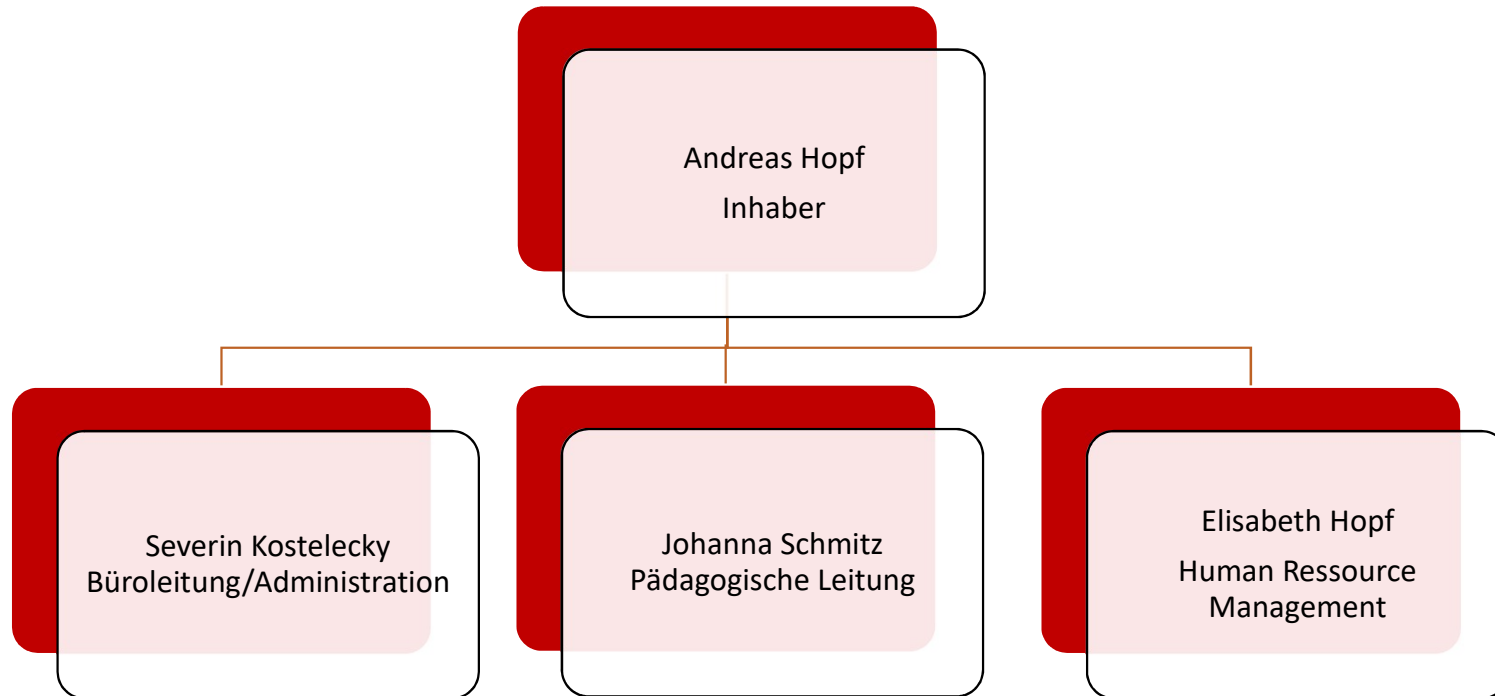 Andreas Hopf
Inhaber
Severin Kostelecky
Büroleitung/Administration
Johanna Schmitz
Pädagogische Leitung
Elisabeth Hopf
Human Ressource
Management